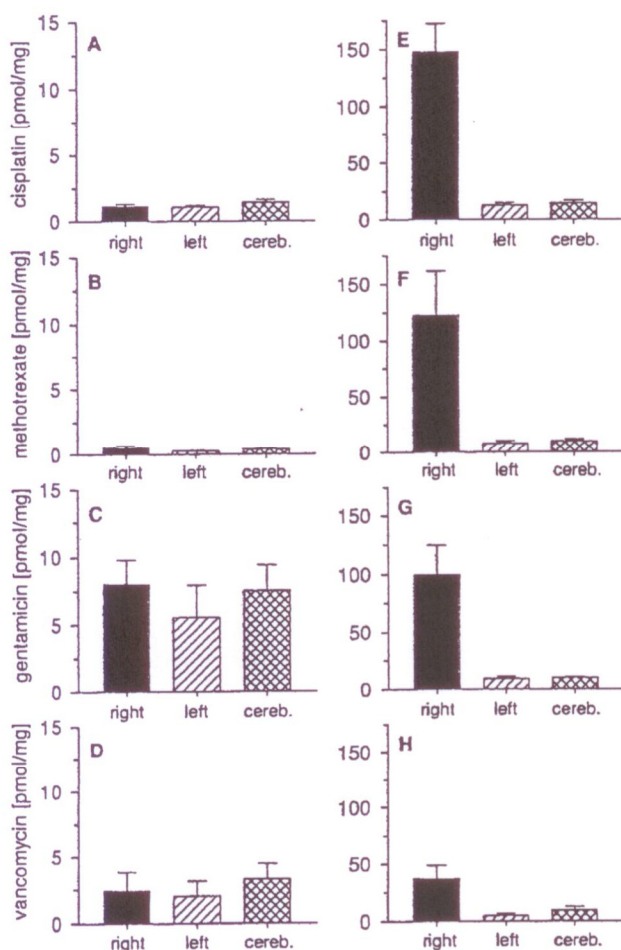 A
cisplatin [pmol/mg]
15
10
5
0
right left cereb.
E
150
100
50
0
right left cereb.
B
methotrexate [pmol/mg]
15
10
5
0
right left cereb.
F
150
100
50
0
right left cereb.
C
gentamicin [pmol/mg]
15
10
5
0
right left cereb.
G
150
100
50
0
right left cereb.
D
vancomycin [pmol/mg]
15
10
5
0
right left cereb.
H
150
100
50
0
right left cereb.